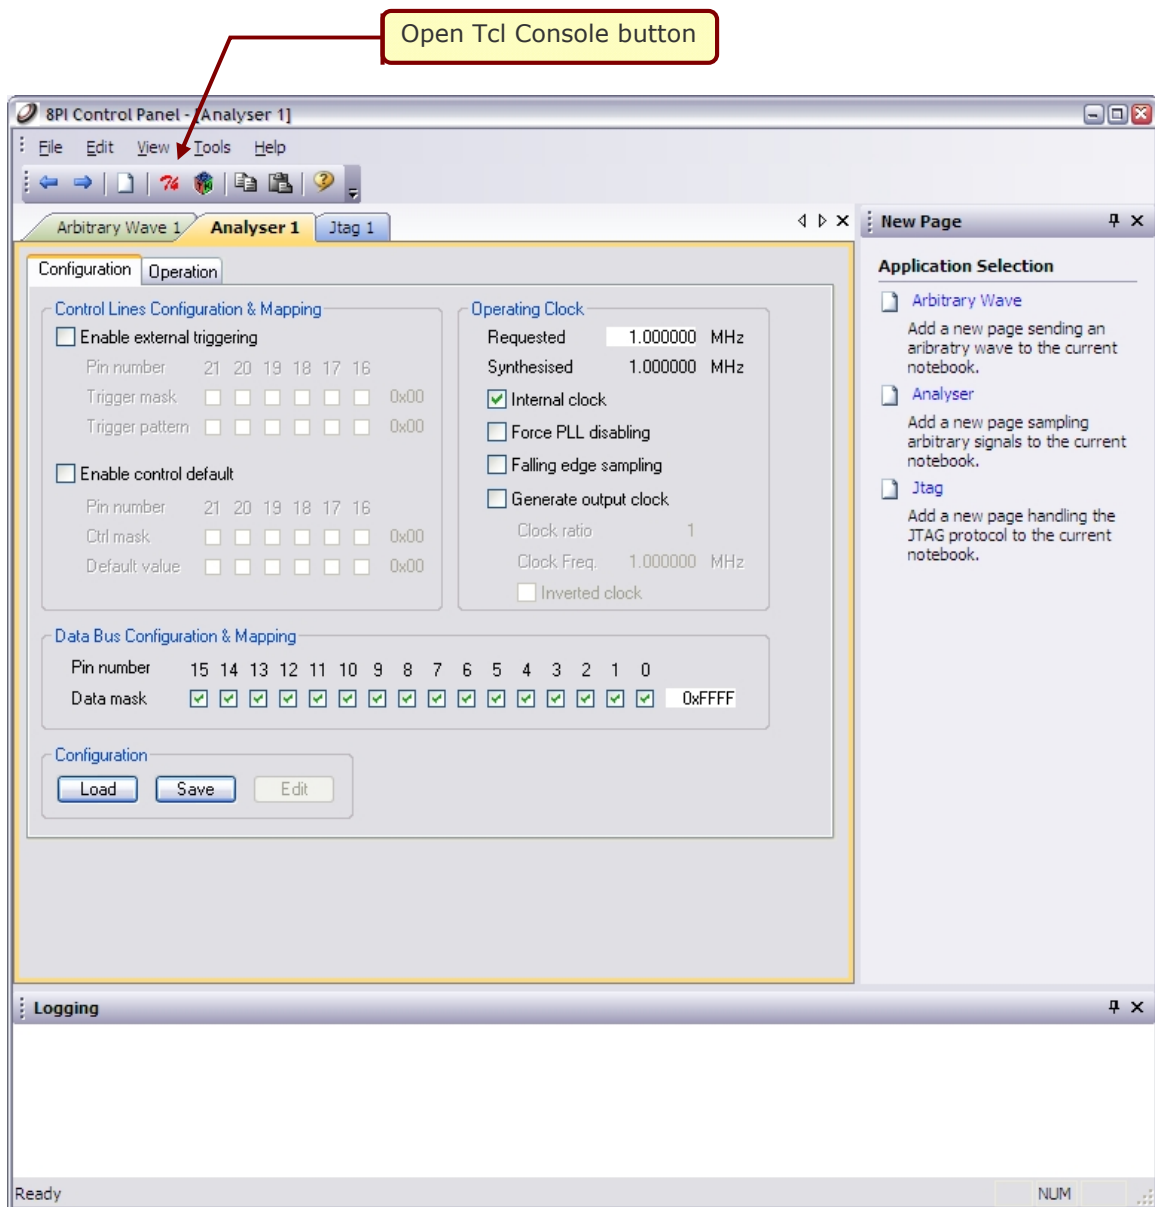 Open Tcl Console button
8PI Control Panel - [Analyser 1]
File Edit View Tools Help
Arbitrary Wave 1 Analyser 1 Jtag 1
New Page
Configuration Operation
Control Lines Configuration & Mapping
Enable external triggering
Pin number 21 20 19 18 17 16
Trigger mask 0x00
Trigger pattern 0x00
Enable control default
Pin number 21 20 19 18 17 16
Ctrl mask 0x00
Default value 0x00
Operating Clock
Requested 1.000000 MHz
Synthesised 1.000000 MHz
Internal clock
Force PLL disabling
Falling edge sampling
Generate output clock
Clock ratio 1
Clock Freq. 1.000000 MHz
Inverted clock
Data Bus Configuration & Mapping
Pin number 15 14 13 12 11 10 9 8 7 6 5 4 3 2 1 0
Data mask 0xFFFF
Configuration
Load Save Edit
Application Selection
Arbitrary Wave
Add a new page sending an
aribratry wave to the current
notebook.
Analyser
Add a new page sampling
arbitrary signals to the current
notebook.
Jtag
Add a new page handling the
JTAG protocol to the current
notebook.
Logging
Ready NUM